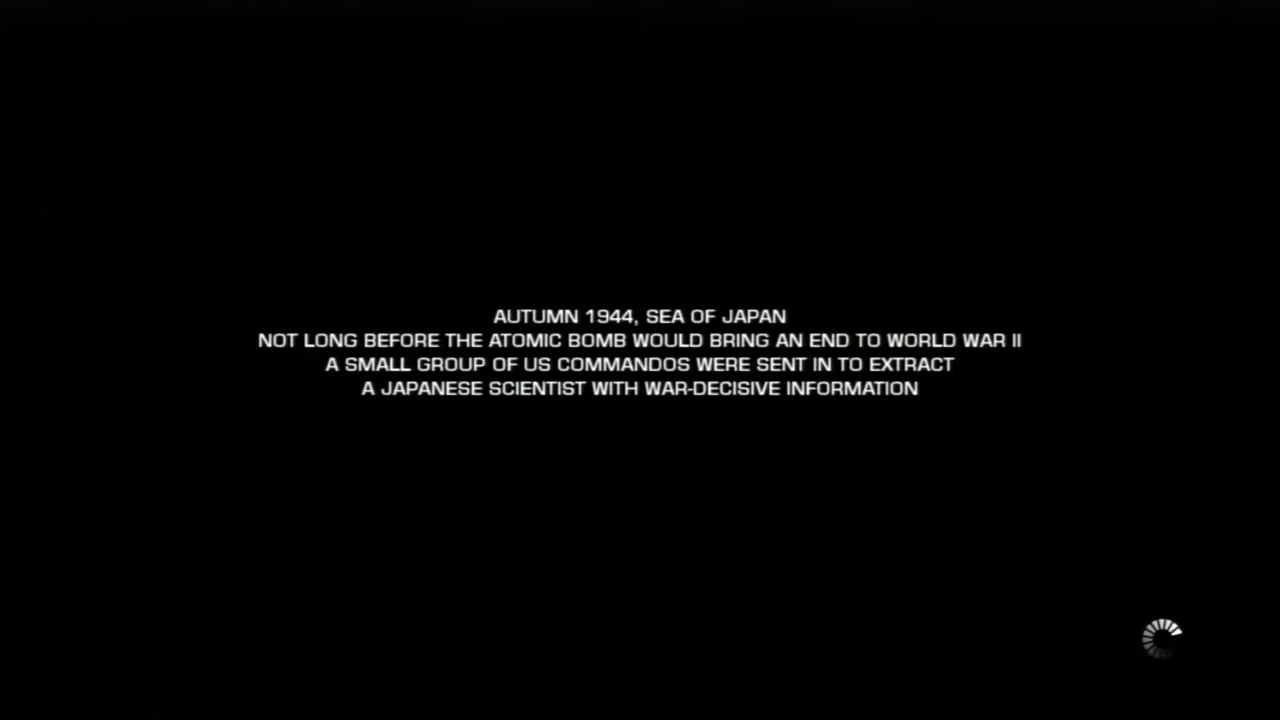 AUTUMN 1944, SEA OF JAPAN
NOT LONG BEFORE THE ATOMIC BOMB WOULD BRING AN END TO WORLD WAR II
A SMALL GROUP OF US COMMANDOS WERE SENT IN TO EXTRACT
A JAPANESE SCIENTIST WITH WAR-DECISIVE INFORMATION